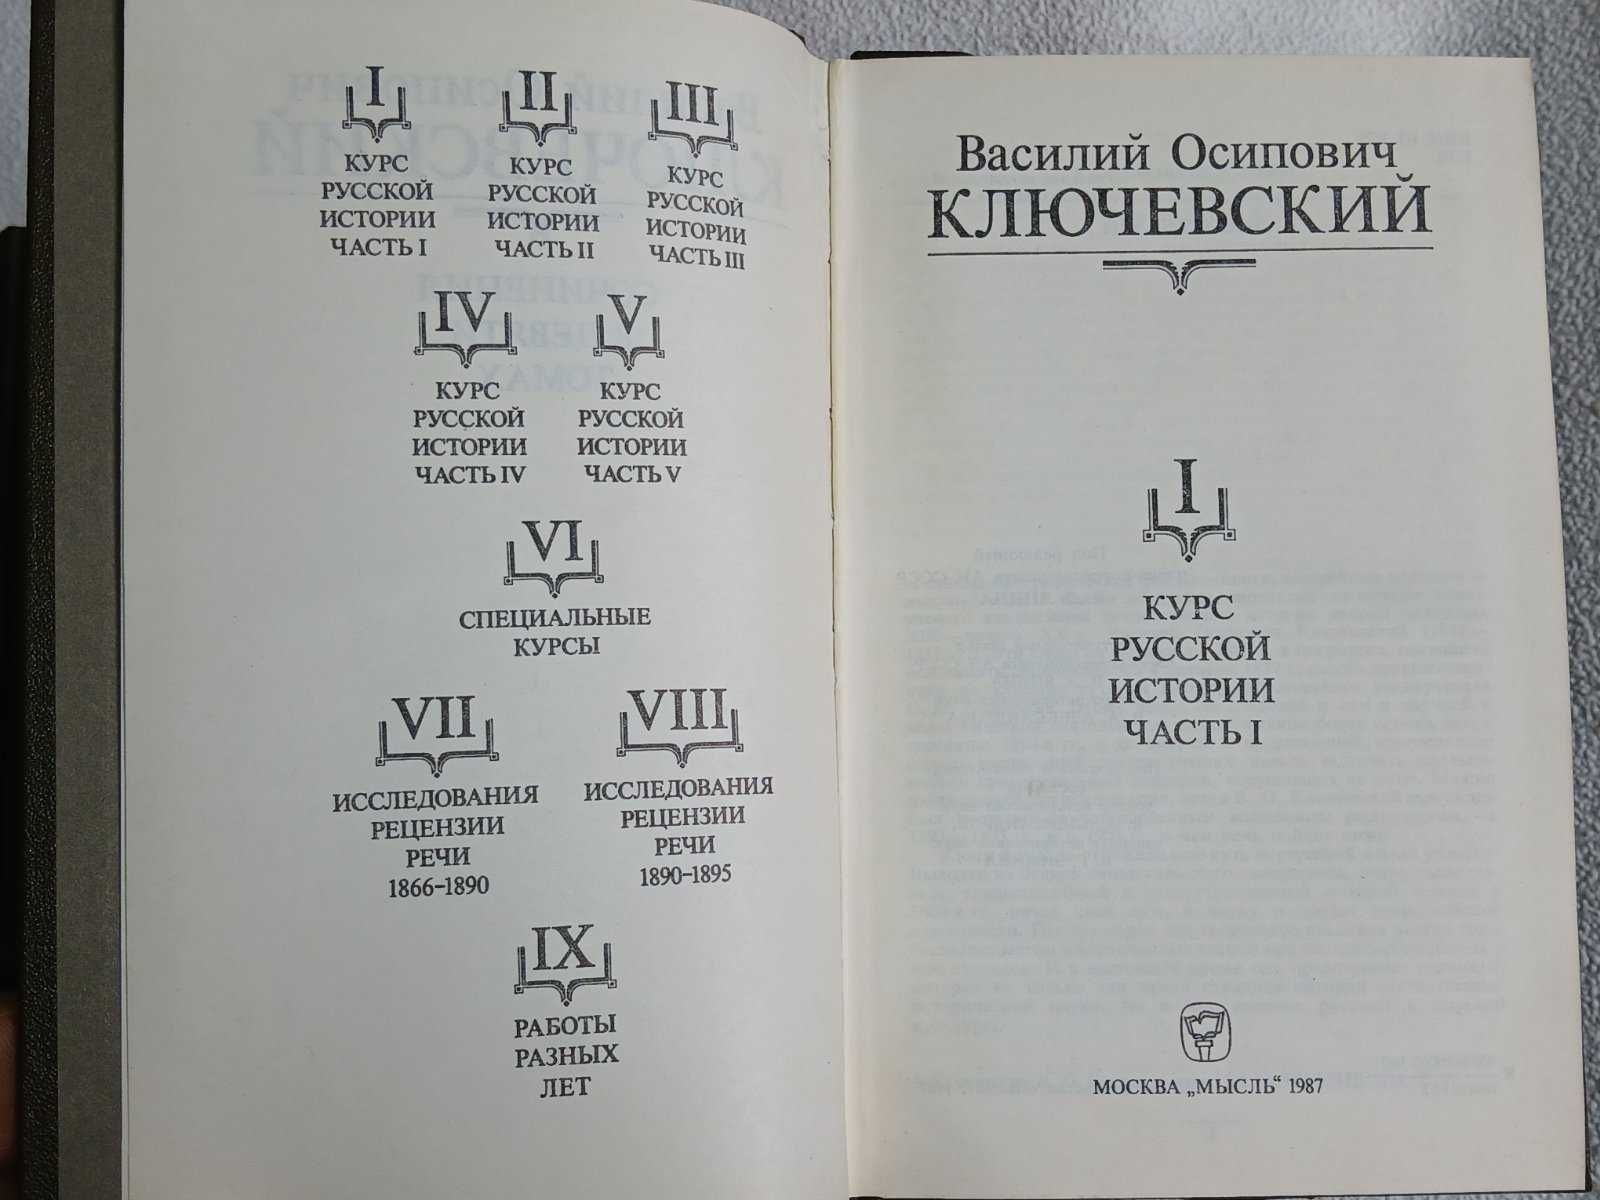 I
КУРС
РУССКОЙ
ИСТОРИИ
ЧАСТЬ I
II
КУРС
РУССКОЙ
ИСТОРИИ
ЧАСТЬ II
III
КУРС
РУССКОЙ
ИСТОРИИ
ЧАСТЬ III
IV
КУРС
РУССКОЙ
ИСТОРИИ
ЧАСТЬ IV
V
КУРС
РУССКОЙ
ИСТОРИИ
ЧАСТЬ V
VI
СПЕЦИАЛЬНЫЕ
КУРСЫ
VII
ИССЛЕДОВАНИЯ
РЕЦЕНЗИИ
РЕЧИ
1866-1890
VIII
ИССЛЕДОВАНИЯ
РЕЦЕНЗИИ
РЕЧИ
1890-1895
IX
РАБОТЫ
РАЗНЫХ
ЛЕТ
Василий Осипович
КЛЮЧЕВСКИЙ
I
КУРС
РУССКОЙ
ИСТОРИИ
ЧАСТЬ I
МОСКВА „МЫСЛЬ“ 1987